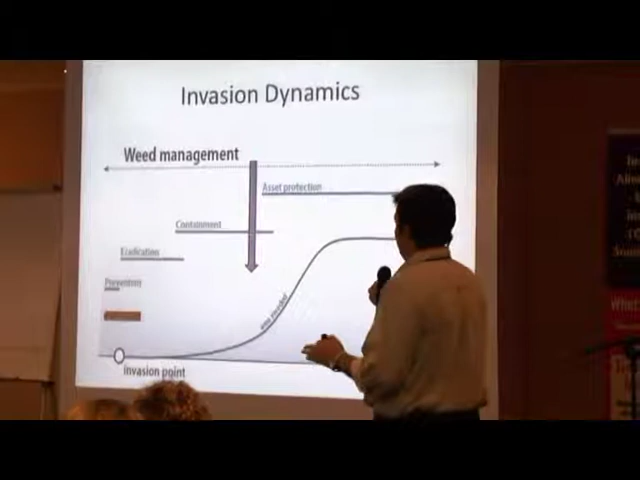 Invasion Dynamics
Weed management
Asset protection
Containment
Eradication
Prevention
area invaded
Invasion point